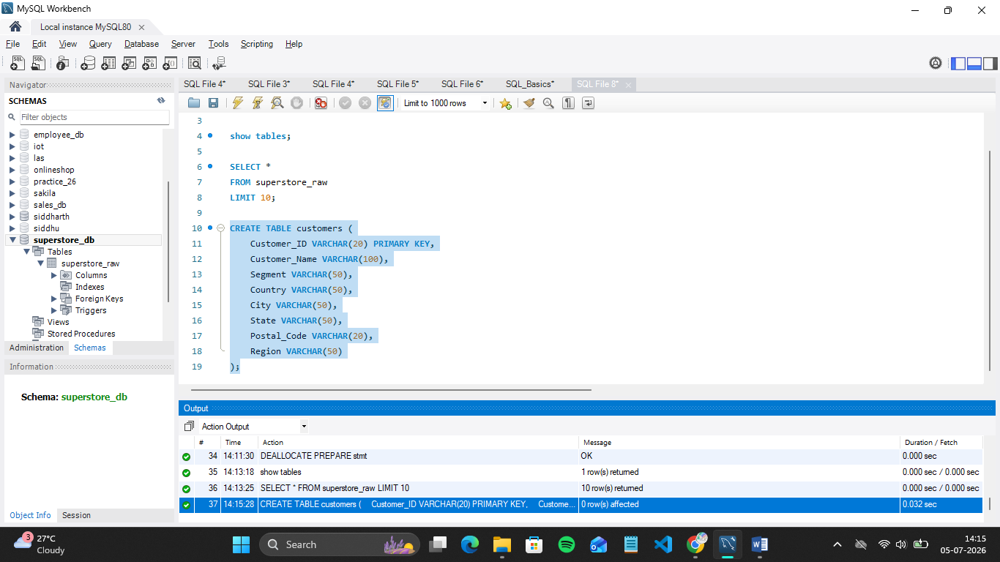 MySQL Workbench
Local instance MySQL80
File Edit View Query Database Server Tools Scripting Help
Navigator
SCHEMAS
Filter objects
employee_db
iot
las
onlineshop
practice_26
sakila
sales_db
siddharth
siddhu
superstore_db
Tables
superstore_raw
Columns
Indexes
Foreign Keys
Triggers
Views
Stored Procedures
Administration Schemas
Information
Schema: superstore_db
Object Info Session
SQL File 4* SQL File 3* SQL File 4* SQL File 5* SQL File 6* SQL_Basics* SQL File 8*
Limit to 1000 rows
3
4 show tables;
5
6 SELECT *
7 FROM superstore_raw
8 LIMIT 10;
9
10 CREATE TABLE customers (
11 Customer_ID VARCHAR(20) PRIMARY KEY,
12 Customer_Name VARCHAR(100),
13 Segment VARCHAR(50),
14 Country VARCHAR(50),
15 City VARCHAR(50),
16 State VARCHAR(50),
17 Postal_Code VARCHAR(20),
18 Region VARCHAR(50)
19 );
Output
Action Output
# Time Action Message Duration / Fetch
34 14:11:30 DEALLOCATE PREPARE stmt OK 0.000 sec
35 14:13:18 show tables 1 row(s) returned 0.000 sec / 0.000 sec
36 14:13:25 SELECT * FROM superstore_raw LIMIT 10 10 row(s) returned 0.000 sec / 0.000 sec
37 14:15:28 CREATE TABLE customers ( Customer_ID VARCHAR(20) PRIMARY KEY, Custome... 0 row(s) affected 0.032 sec
3
27°C
Cloudy
Search
14:15
05-07-2026